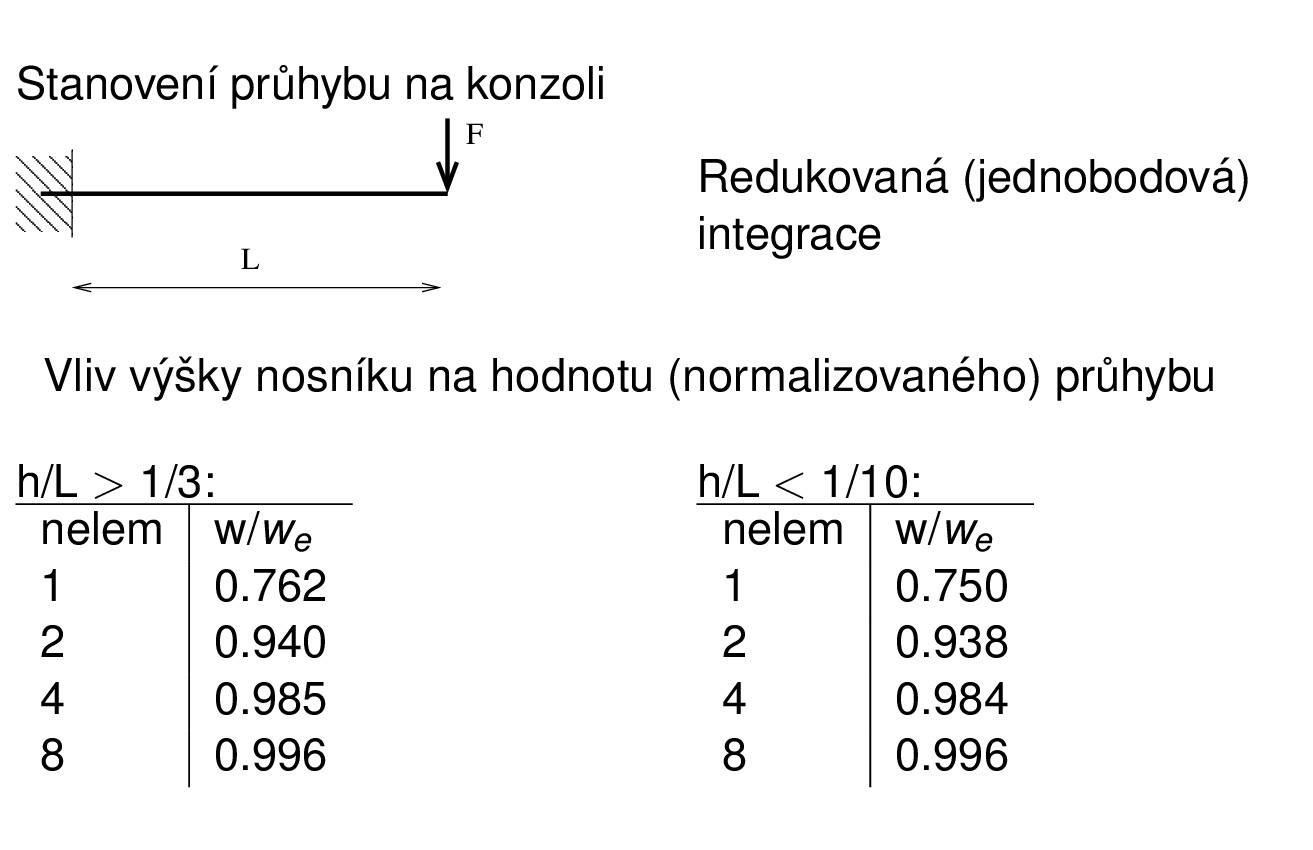 Stanovení průhybu na konzoli
F
L
Redukovaná (jednobodová)
integrace
Vliv výšky nosníku na hodnotu (normalizovaného) průhybu
h/L > 1/3:
nelem w/wₑ
1 0.762
2 0.940
4 0.985
8 0.996
h/L < 1/10:
nelem w/wₑ
1 0.750
2 0.938
4 0.984
8 0.996